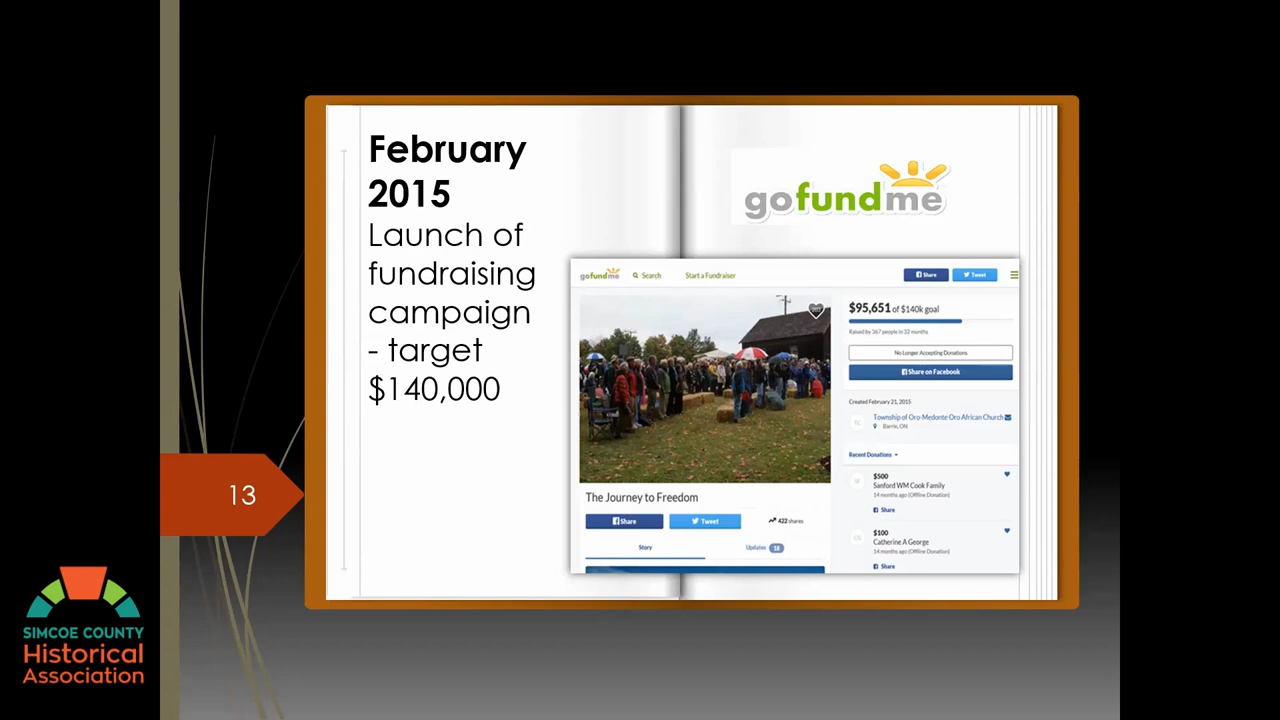 February
2015
Launch of
fundraising
campaign
- target
$140,000
gofundme
gofundme
Search
Start a Fundraiser
Share
Tweet
$95,651 of $140k goal
Raised by 367 people in 32 months
No Longer Accepting Donations
Share on Facebook
Created February 21, 2015
Township of Oro-Medonte Oro African Church
Barrie, ON
Recent Donations
$500
Sanford WM Cook Family
14 months ago (Offline Donation)
Share
$100
Catherine A George
14 months ago (Offline Donation)
Share
The Journey to Freedom
Share
Tweet
422 shares
Story
Updates 18
13
SIMCOE COUNTY
Historical
Association